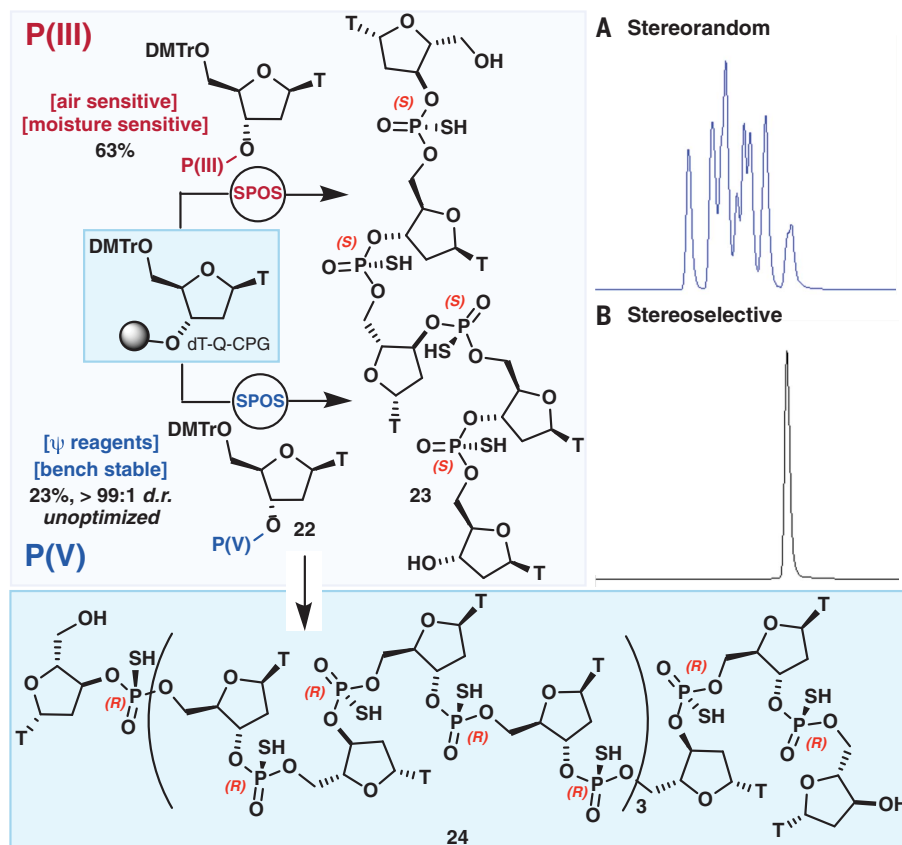 P(III)
DMTrO
O
T
[air sensitive]
[moisture sensitive]
63%
O
P(III)
SPOS
DMTrO
O
T
O
dT-Q-CPG
SPOS
[ψ reagents]
[bench stable]
23%, > 99:1 d.r.
unoptimized
DMTrO
O
T
O
22
P(V)
P(V)
T
O
OH
O
(S)
O=P
SH
O
O
O
(S)
T
O=P
SH
O
(S)
O
O
P
HS
O
O
T
O
O
(S)
O=P
SH
T
O
23
O
HO
T
A Stereorandom
B Stereoselective
OH
O
O
T
SH
P
O
(R)
O
O
T
O
SH
P
O
(R)
O
O
P
(R)
SH
O
O
O
T
T
O
O
SH
P
O
(R)
O
O
T
O
SH
P
O
(R)
O
3
O
T
O
O
P
(R)
SH
O
O
T
O
SH
P
O
(R)
O
O
OH
T
24